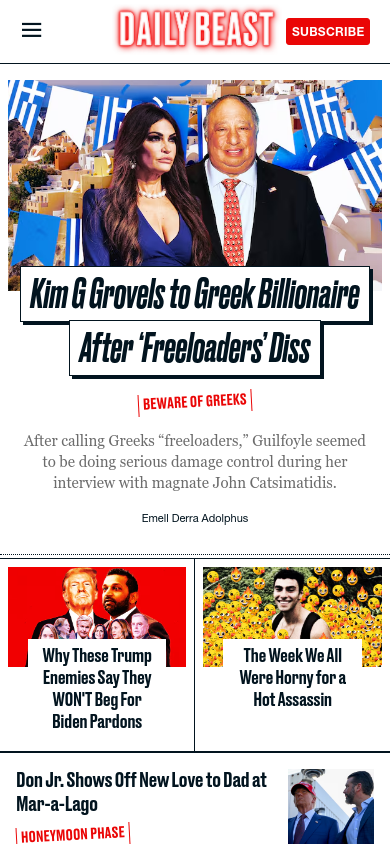 DAILY BEAST
SUBSCRIBE
Kim G Grovels to Greek Billionaire
After ‘Freeloaders’ Diss
BEWARE OF GREEKS
After calling Greeks “freeloaders,” Guilfoyle seemed
to be doing serious damage control during her
interview with magnate John Catsimatidis.
Emell Derra Adolphus
Why These Trump
Enemies Say They
WON'T Beg For
Biden Pardons
The Week We All
Were Horny for a
Hot Assassin
Don Jr. Shows Off New Love to Dad at
Mar-a-Lago
HONEYMOON PHASE